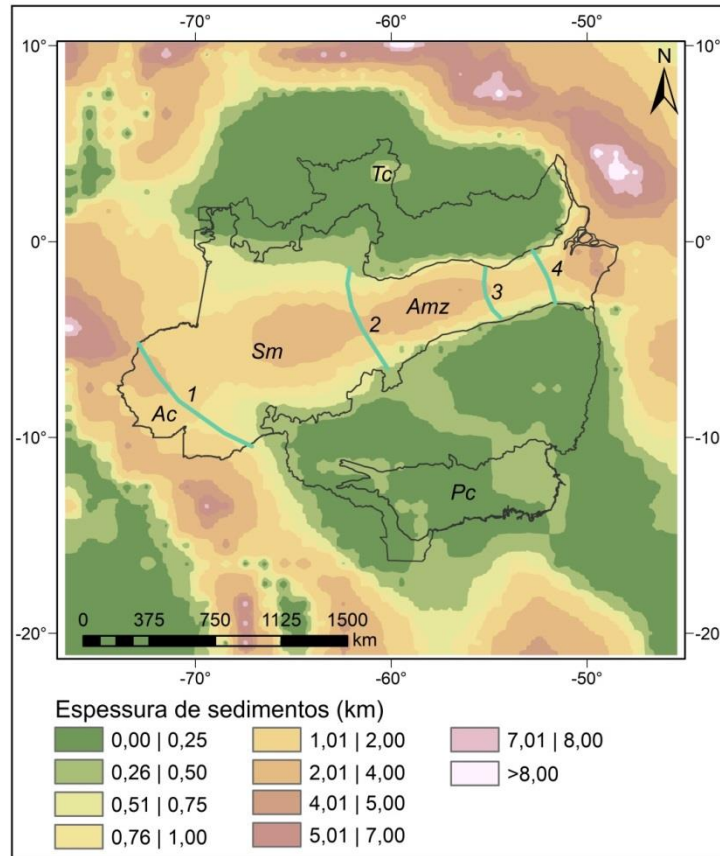 -70° -60° -50°
10° 10°
N
Tc
0° 0°
4
3
Amz
2
Sm
1
Ac
-10° -10°
Pc
0 375 750 1125 1500
km
-20° -20°
-70° -60° -50°
Espessura de sedimentos (km)
0,00 | 0,25
0,26 | 0,50
0,51 | 0,75
0,76 | 1,00
1,01 | 2,00
2,01 | 4,00
4,01 | 5,00
5,01 | 7,00
7,01 | 8,00
>8,00